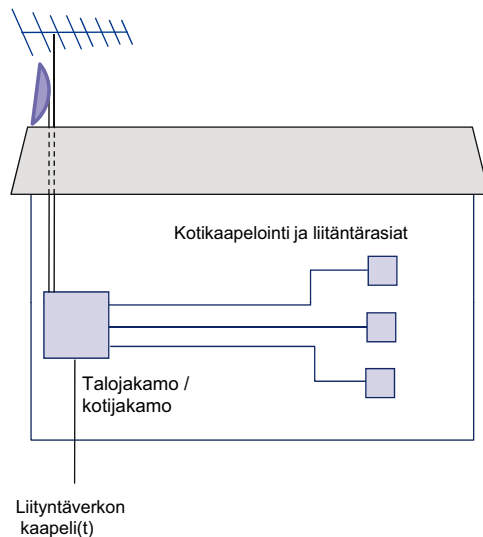 Kotikaapelointi ja liitäntärasiat
Talojakamo /
kotijakamo
Liityntäverkon
kaapeli(t)